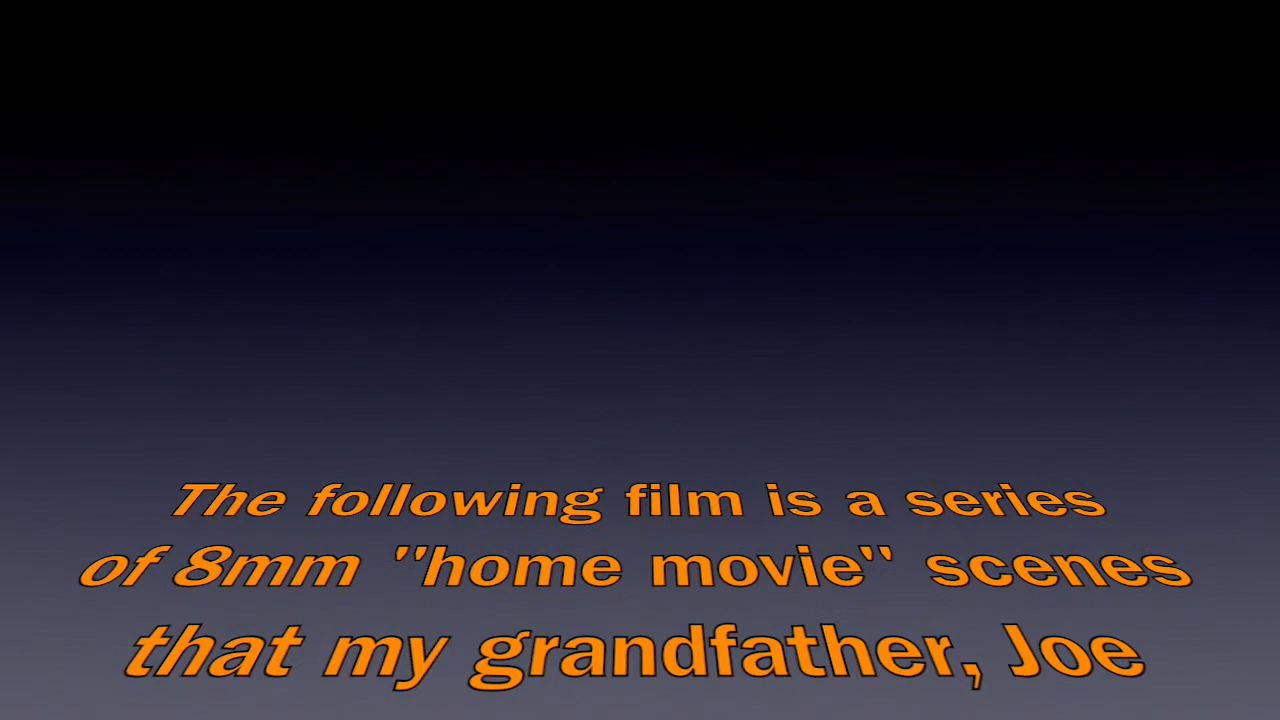 The following film is a series
of 8mm "home movie" scenes
that my grandfather, Joe